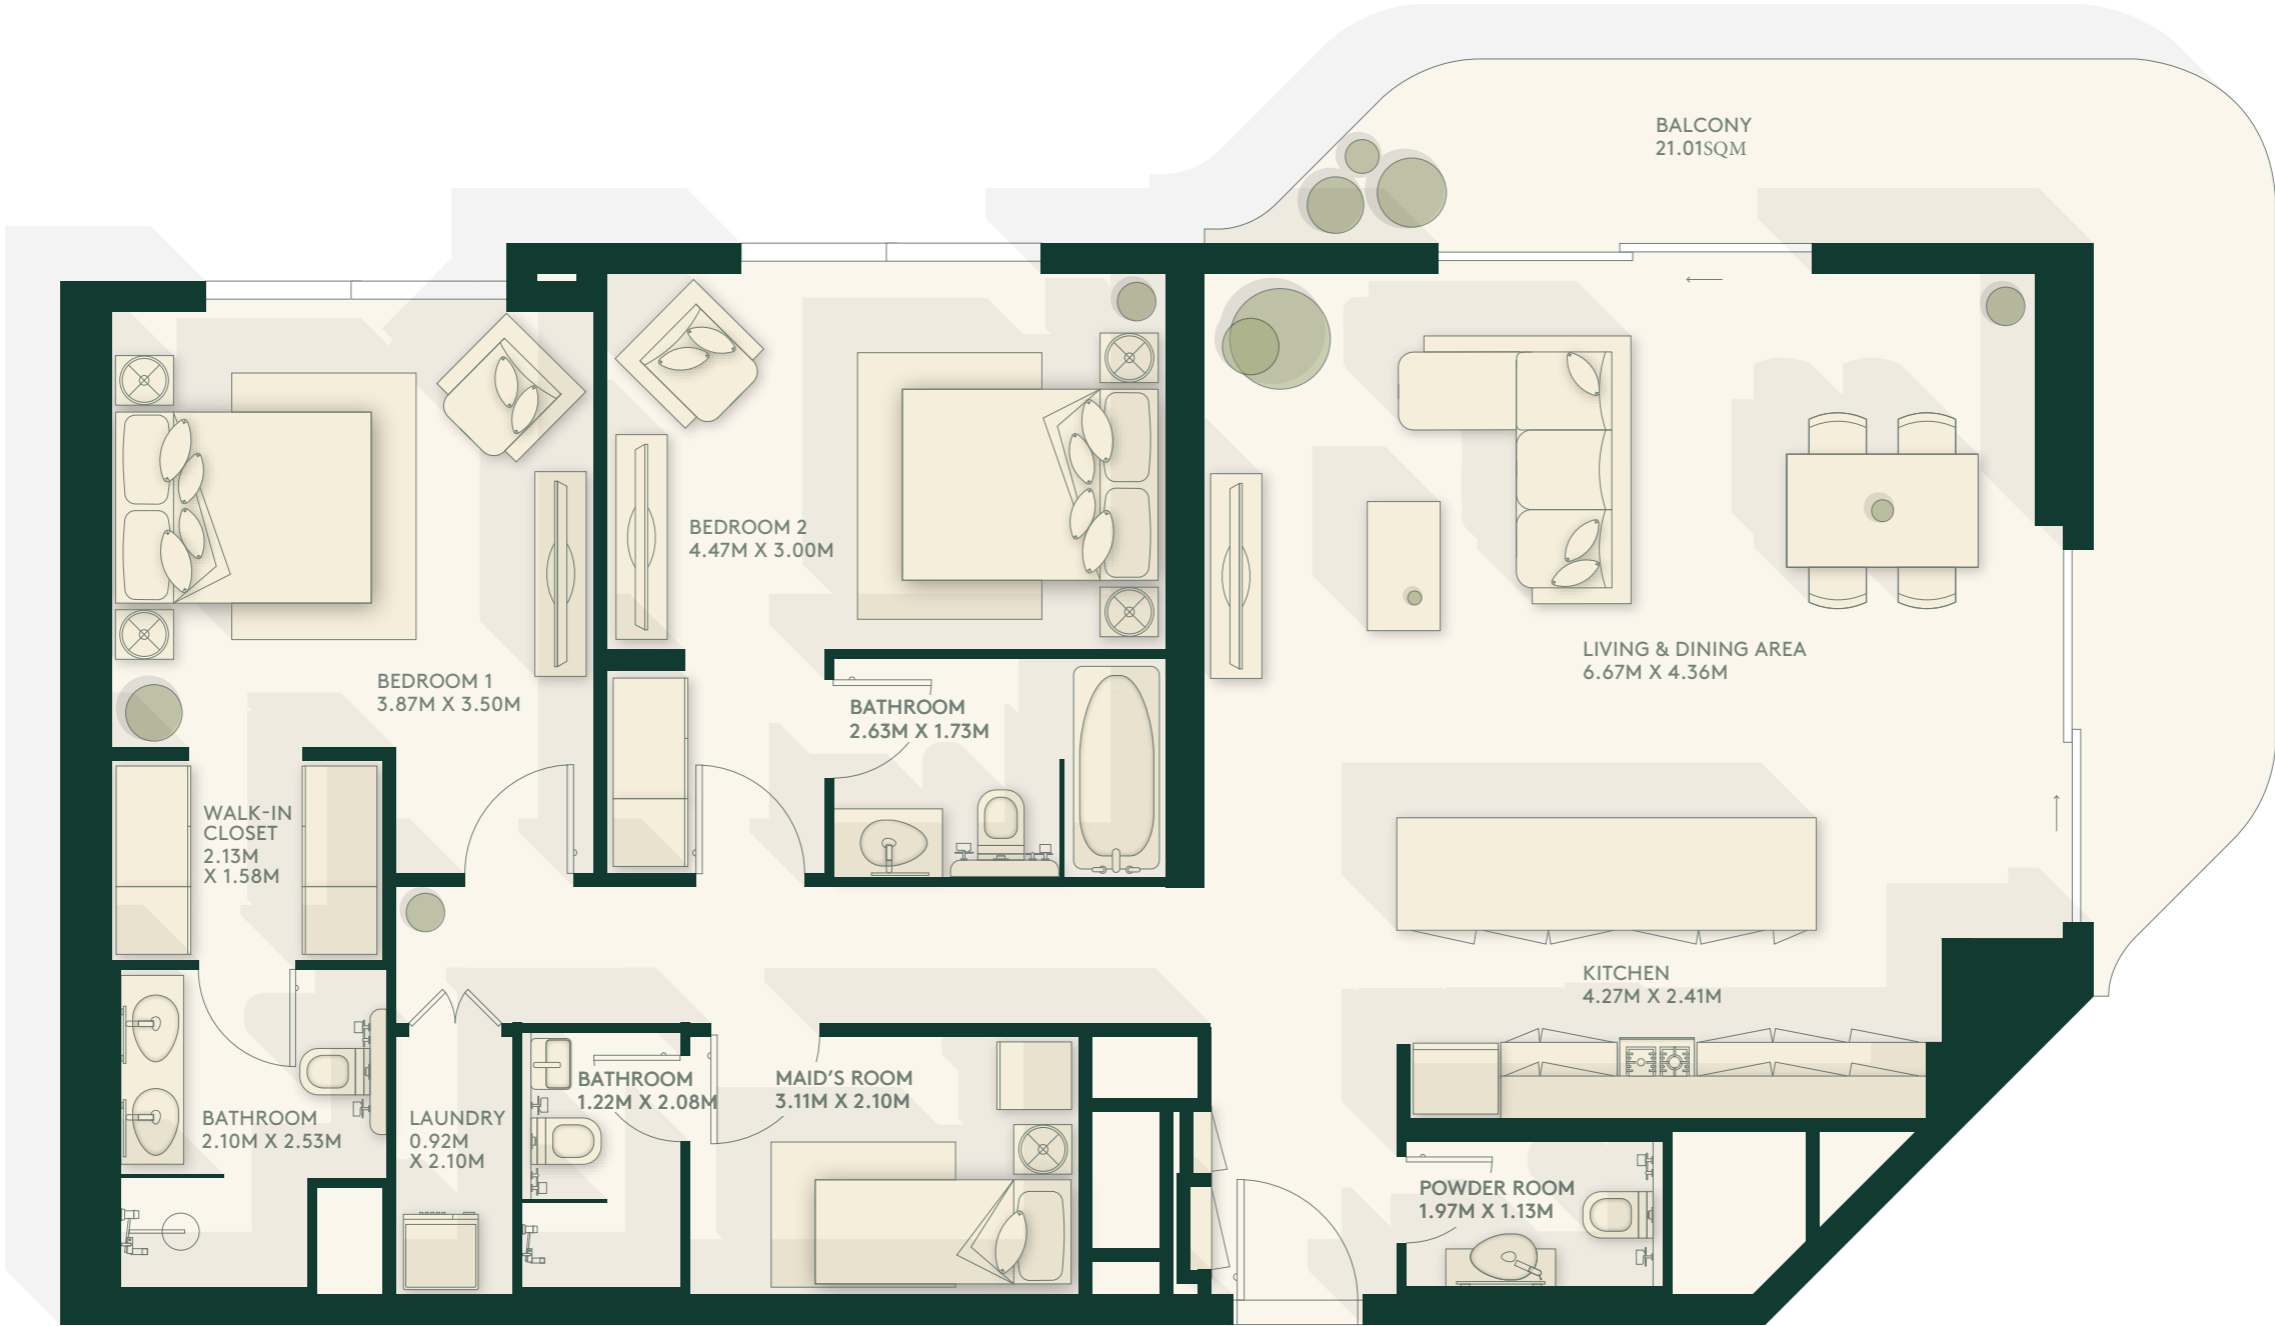 BALCONY
21.01SQM
BEDROOM 2
4.47M X 3.00M
LIVING & DINING AREA
6.67M X 4.36M
BEDROOM 1
3.87M X 3.50M
BATHROOM
2.63M X 1.73M
WALK-IN
CLOSET
2.13M
X 1.58M
KITCHEN
4.27M X 2.41M
BATHROOM
1.22M X 2.08M
MAID'S ROOM
3.11M X 2.10M
BATHROOM
2.10M X 2.53M
LAUNDRY
0.92M
X 2.10M
POWDER ROOM
1.97M X 1.13M